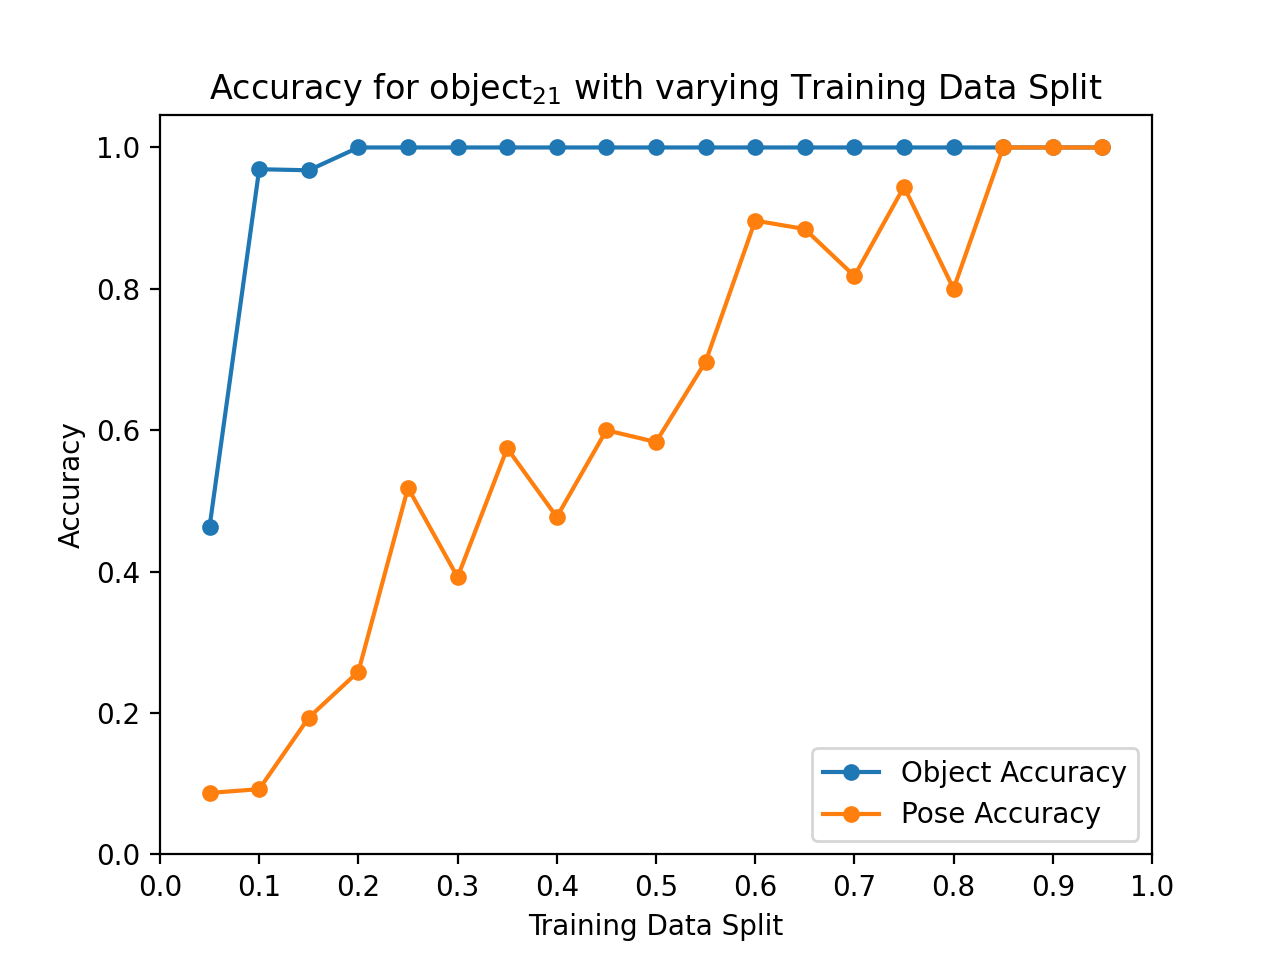 Accuracy for object₂₁ with varying Training Data Split
1.0
0.8
0.6
0.4
0.2
0.0
Accuracy
Object Accuracy
Pose Accuracy
0.0 0.1 0.2 0.3 0.4 0.5 0.6 0.7 0.8 0.9 1.0
Training Data Split